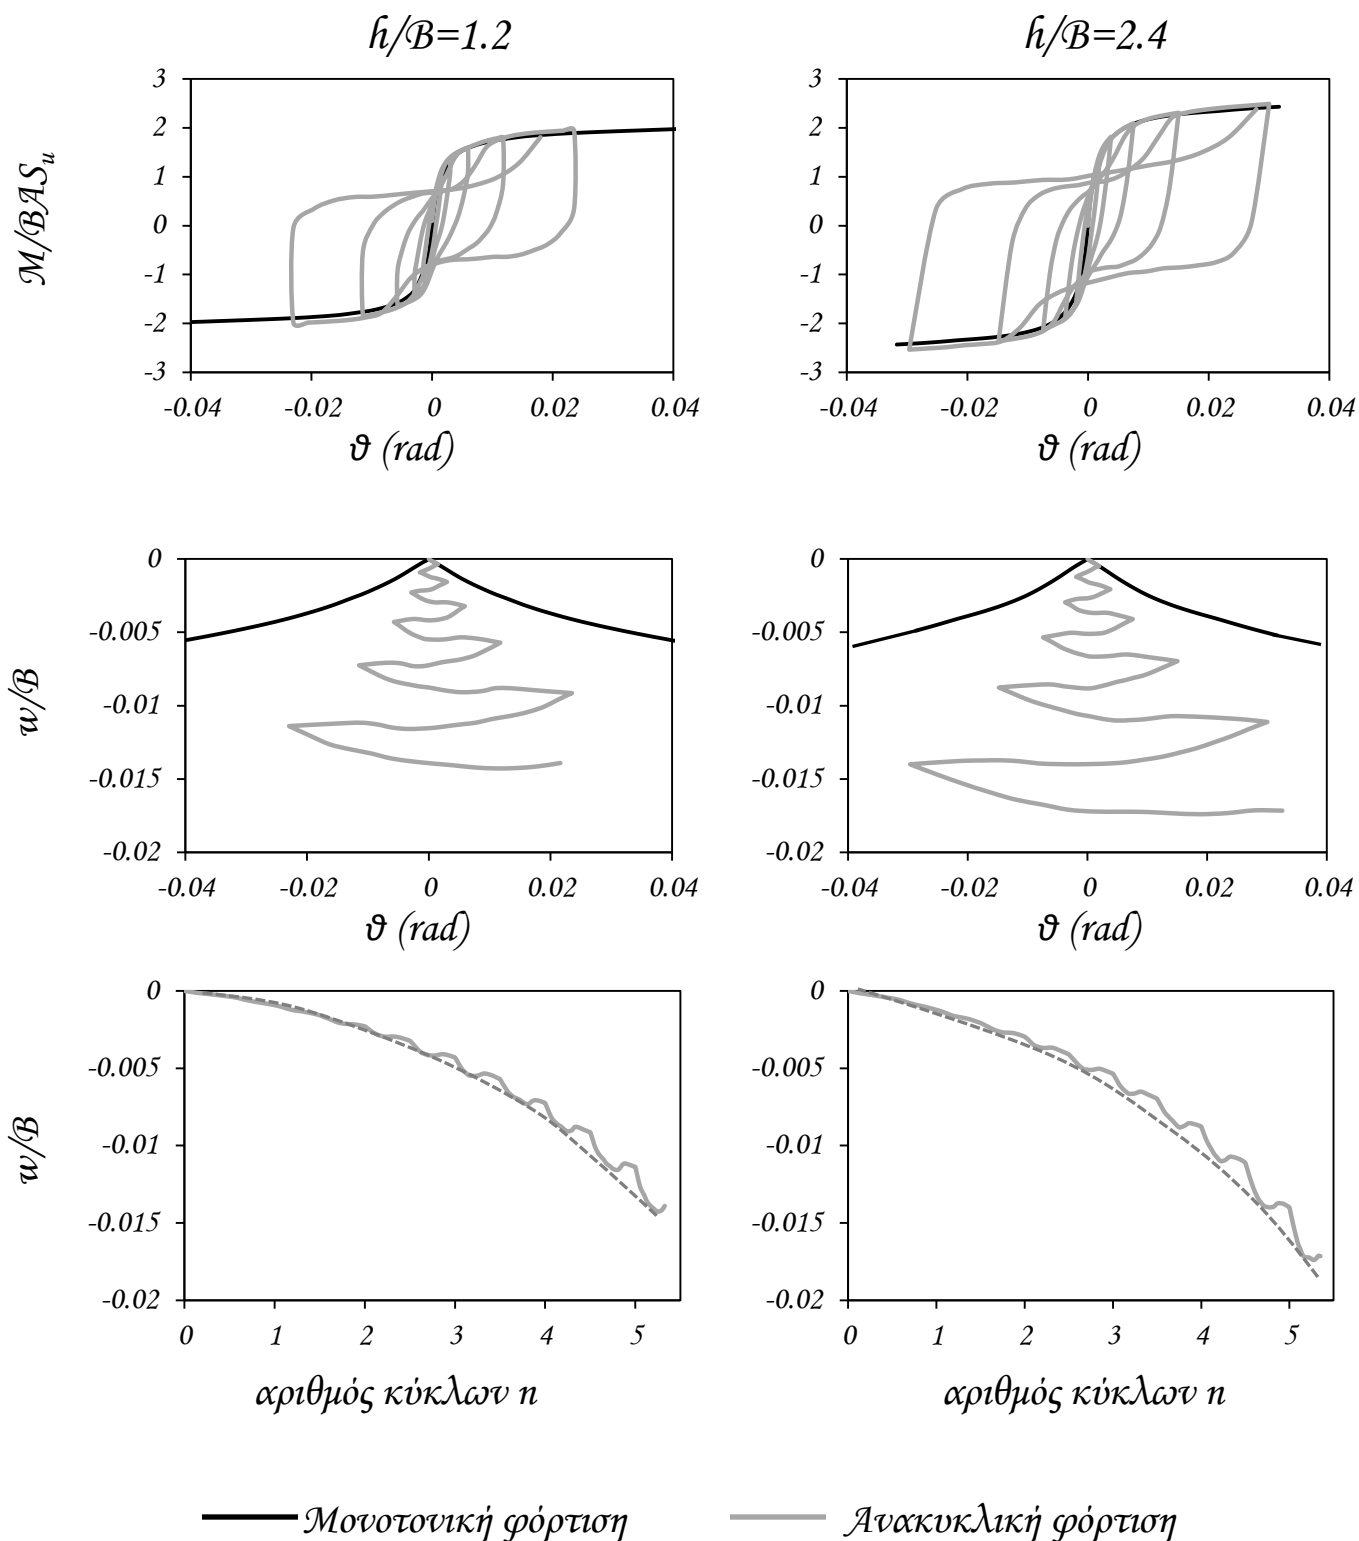 h/B=1.2 h/B=2.4
3 3
2 2
1 1
M/BASu 0 0
-1 -1
-2 -2
-3 -3
-0.04 -0.02 0 0.02 0.04 -0.04 -0.02 0 0.02 0.04
ϑ (rad) ϑ (rad)
0 0
-0.005 -0.005
w/B -0.01 -0.01
-0.015 -0.015
-0.02 -0.02
-0.04 -0.02 0 0.02 0.04 -0.04 -0.02 0 0.02 0.04
ϑ (rad) ϑ (rad)
0 0
-0.005 -0.005
w/B -0.01 -0.01
-0.015 -0.015
-0.02 -0.02
0 1 2 3 4 5 0 1 2 3 4 5
αριθμός κύκλων n αριθμός κύκλων n
Μονοτονική φόρτιση Ανακυκλική φόρτιση